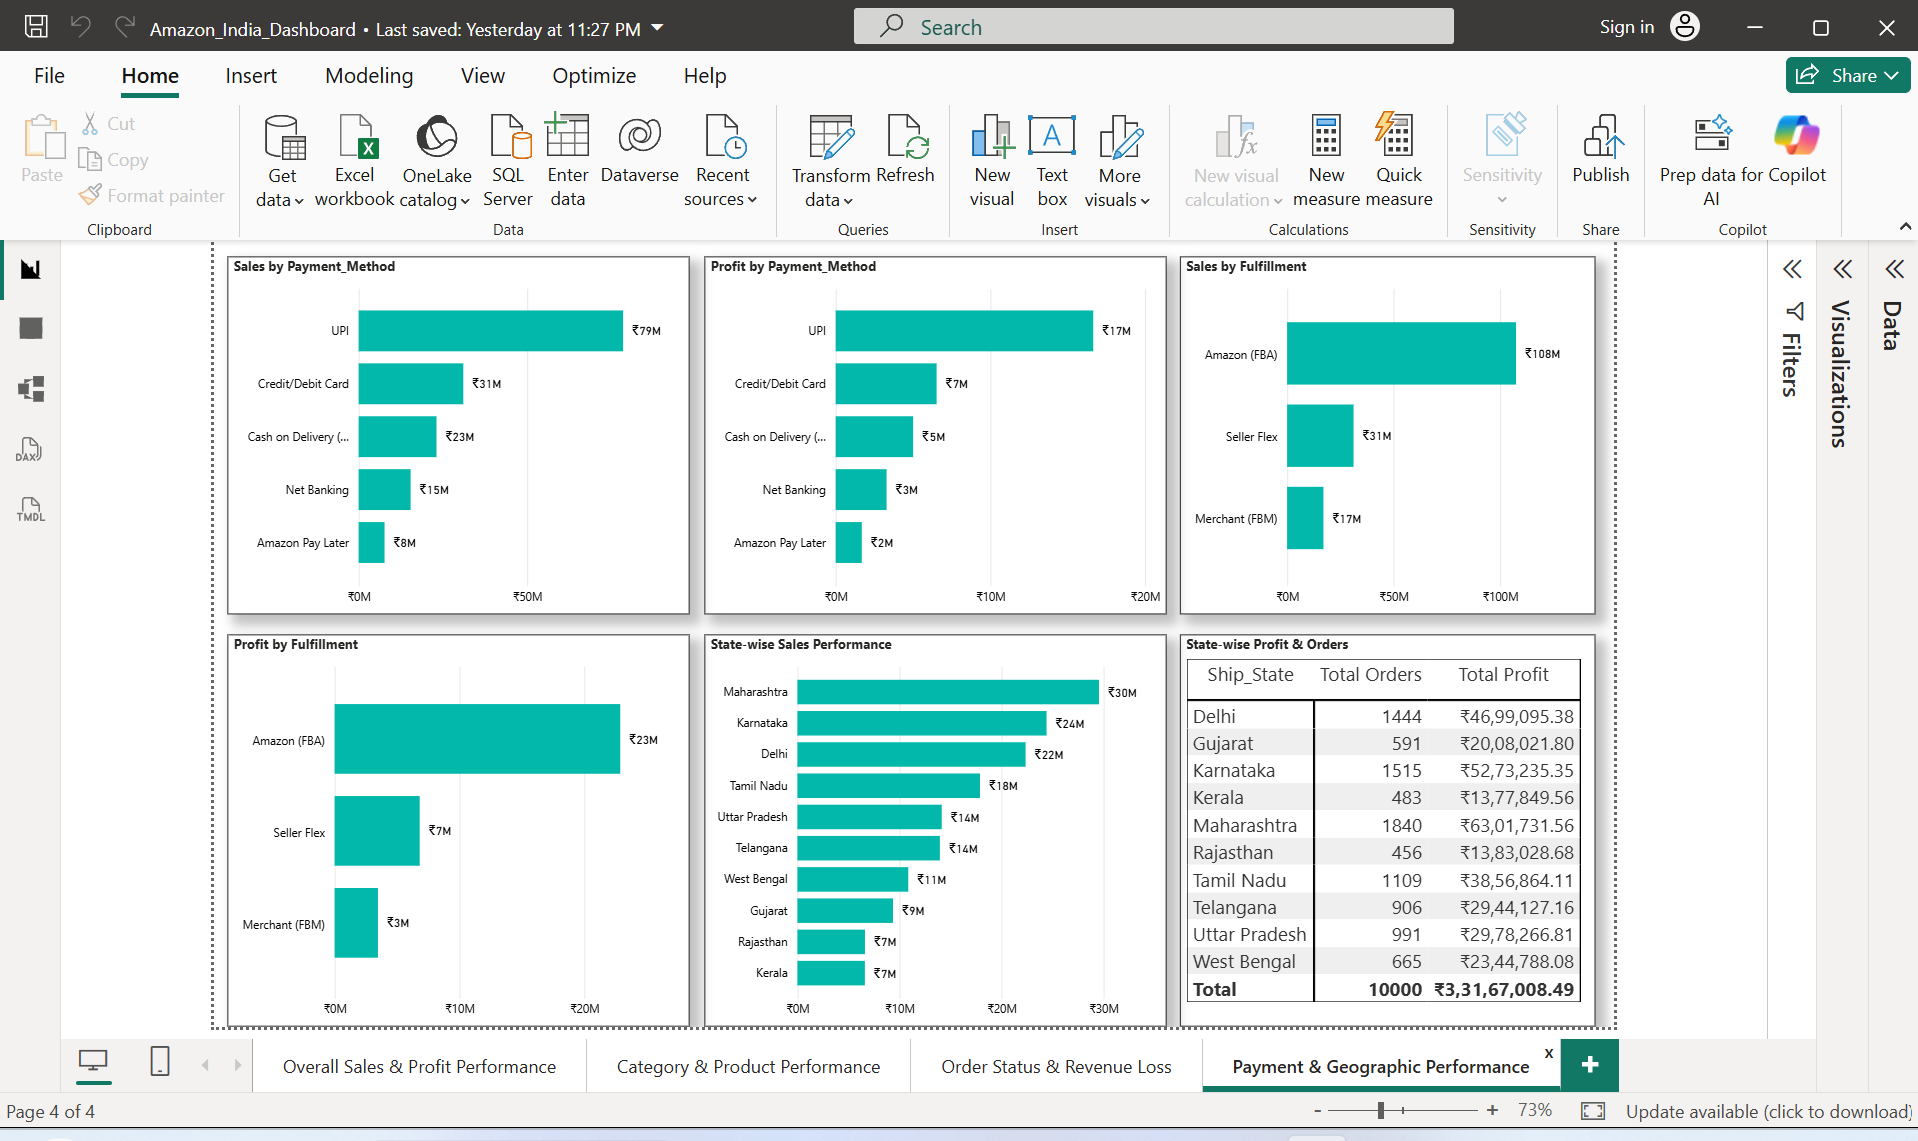 Amazon_India_Dashboard • Last saved: Yesterday at 11:27 PM
Search
Sign in
File Home Insert Modeling View Optimize Help
Share
Paste
Cut
Copy
Format painter
Clipboard
Get data
Excel workbook
OneLake catalog
SQL Server
Enter data
Dataverse
Recent sources
Data
Transform data
Refresh
Queries
New visual
Text box
More visuals
Insert
New visual calculation
New measure
Quick measure
Calculations
Sensitivity
Sensitivity
Publish
Share
Prep data for AI
Copilot
Copilot
DAX
TMDL
Sales by Payment_Method
UPI ₹79M
Credit/Debit Card ₹31M
Cash on Delivery (... ₹23M
Net Banking ₹15M
Amazon Pay Later ₹8M
₹0M ₹50M
Profit by Payment_Method
UPI ₹17M
Credit/Debit Card ₹7M
Cash on Delivery (... ₹5M
Net Banking ₹3M
Amazon Pay Later ₹2M
₹0M ₹10M ₹20M
Sales by Fulfillment
Amazon (FBA) ₹108M
Seller Flex ₹31M
Merchant (FBM) ₹17M
₹0M ₹50M ₹100M
Profit by Fulfillment
Amazon (FBA) ₹23M
Seller Flex ₹7M
Merchant (FBM) ₹3M
₹0M ₹10M ₹20M
State-wise Sales Performance
Maharashtra ₹30M
Karnataka ₹24M
Delhi ₹22M
Tamil Nadu ₹18M
Uttar Pradesh ₹14M
Telangana ₹14M
West Bengal ₹11M
Gujarat ₹9M
Rajasthan ₹7M
Kerala ₹7M
₹0M ₹10M ₹20M ₹30M
State-wise Profit & Orders
Ship_State Total Orders Total Profit
Delhi 1444 ₹46,99,095.38
Gujarat 591 ₹20,08,021.80
Karnataka 1515 ₹52,73,235.35
Kerala 483 ₹13,77,849.56
Maharashtra 1840 ₹63,01,731.56
Rajasthan 456 ₹13,83,028.68
Tamil Nadu 1109 ₹38,56,864.11
Telangana 906 ₹29,44,127.16
Uttar Pradesh 991 ₹29,78,266.81
West Bengal 665 ₹23,44,788.08
Total 10000 ₹3,31,67,008.49
Filters
Visualizations
Data
Overall Sales & Profit Performance
Category & Product Performance
Order Status & Revenue Loss
Payment & Geographic Performance x
+
Page 4 of 4
- + 73%
Update available (click to download)